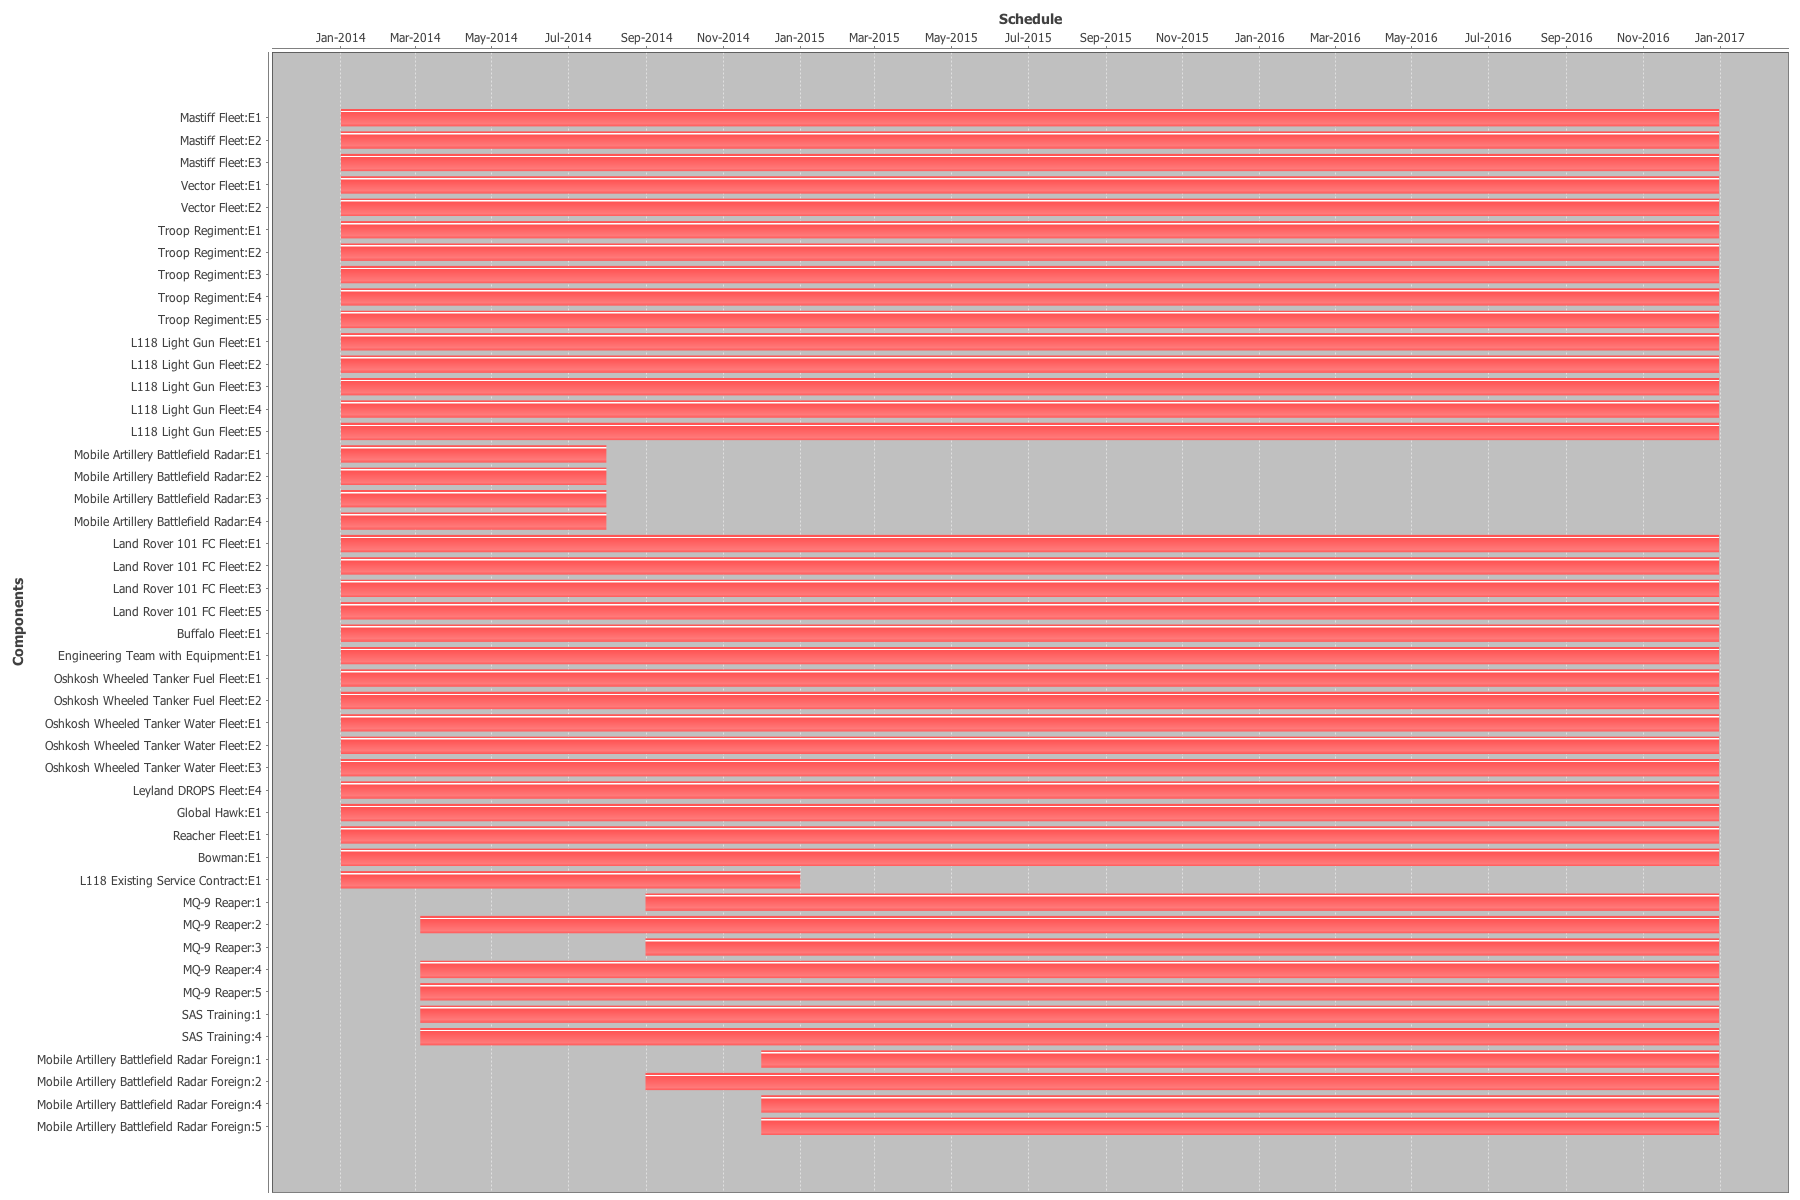 Schedule
Jan-2014 Mar-2014 May-2014 Jul-2014 Sep-2014 Nov-2014 Jan-2015 Mar-2015 May-2015 Jul-2015 Sep-2015 Nov-2015 Jan-2016 Mar-2016 May-2016 Jul-2016 Sep-2016 Nov-2016 Jan-2017
Components
Mastiff Fleet:E1
Mastiff Fleet:E2
Mastiff Fleet:E3
Vector Fleet:E1
Vector Fleet:E2
Troop Regiment:E1
Troop Regiment:E2
Troop Regiment:E3
Troop Regiment:E4
Troop Regiment:E5
L118 Light Gun Fleet:E1
L118 Light Gun Fleet:E2
L118 Light Gun Fleet:E3
L118 Light Gun Fleet:E4
L118 Light Gun Fleet:E5
Mobile Artillery Battlefield Radar:E1
Mobile Artillery Battlefield Radar:E2
Mobile Artillery Battlefield Radar:E3
Mobile Artillery Battlefield Radar:E4
Land Rover 101 FC Fleet:E1
Land Rover 101 FC Fleet:E2
Land Rover 101 FC Fleet:E3
Land Rover 101 FC Fleet:E5
Buffalo Fleet:E1
Engineering Team with Equipment:E1
Oshkosh Wheeled Tanker Fuel Fleet:E1
Oshkosh Wheeled Tanker Fuel Fleet:E2
Oshkosh Wheeled Tanker Water Fleet:E1
Oshkosh Wheeled Tanker Water Fleet:E2
Oshkosh Wheeled Tanker Water Fleet:E3
Leyland DROPS Fleet:E4
Global Hawk:E1
Reacher Fleet:E1
Bowman:E1
L118 Existing Service Contract:E1
MQ-9 Reaper:1
MQ-9 Reaper:2
MQ-9 Reaper:3
MQ-9 Reaper:4
MQ-9 Reaper:5
SAS Training:1
SAS Training:4
Mobile Artillery Battlefield Radar Foreign:1
Mobile Artillery Battlefield Radar Foreign:2
Mobile Artillery Battlefield Radar Foreign:4
Mobile Artillery Battlefield Radar Foreign:5